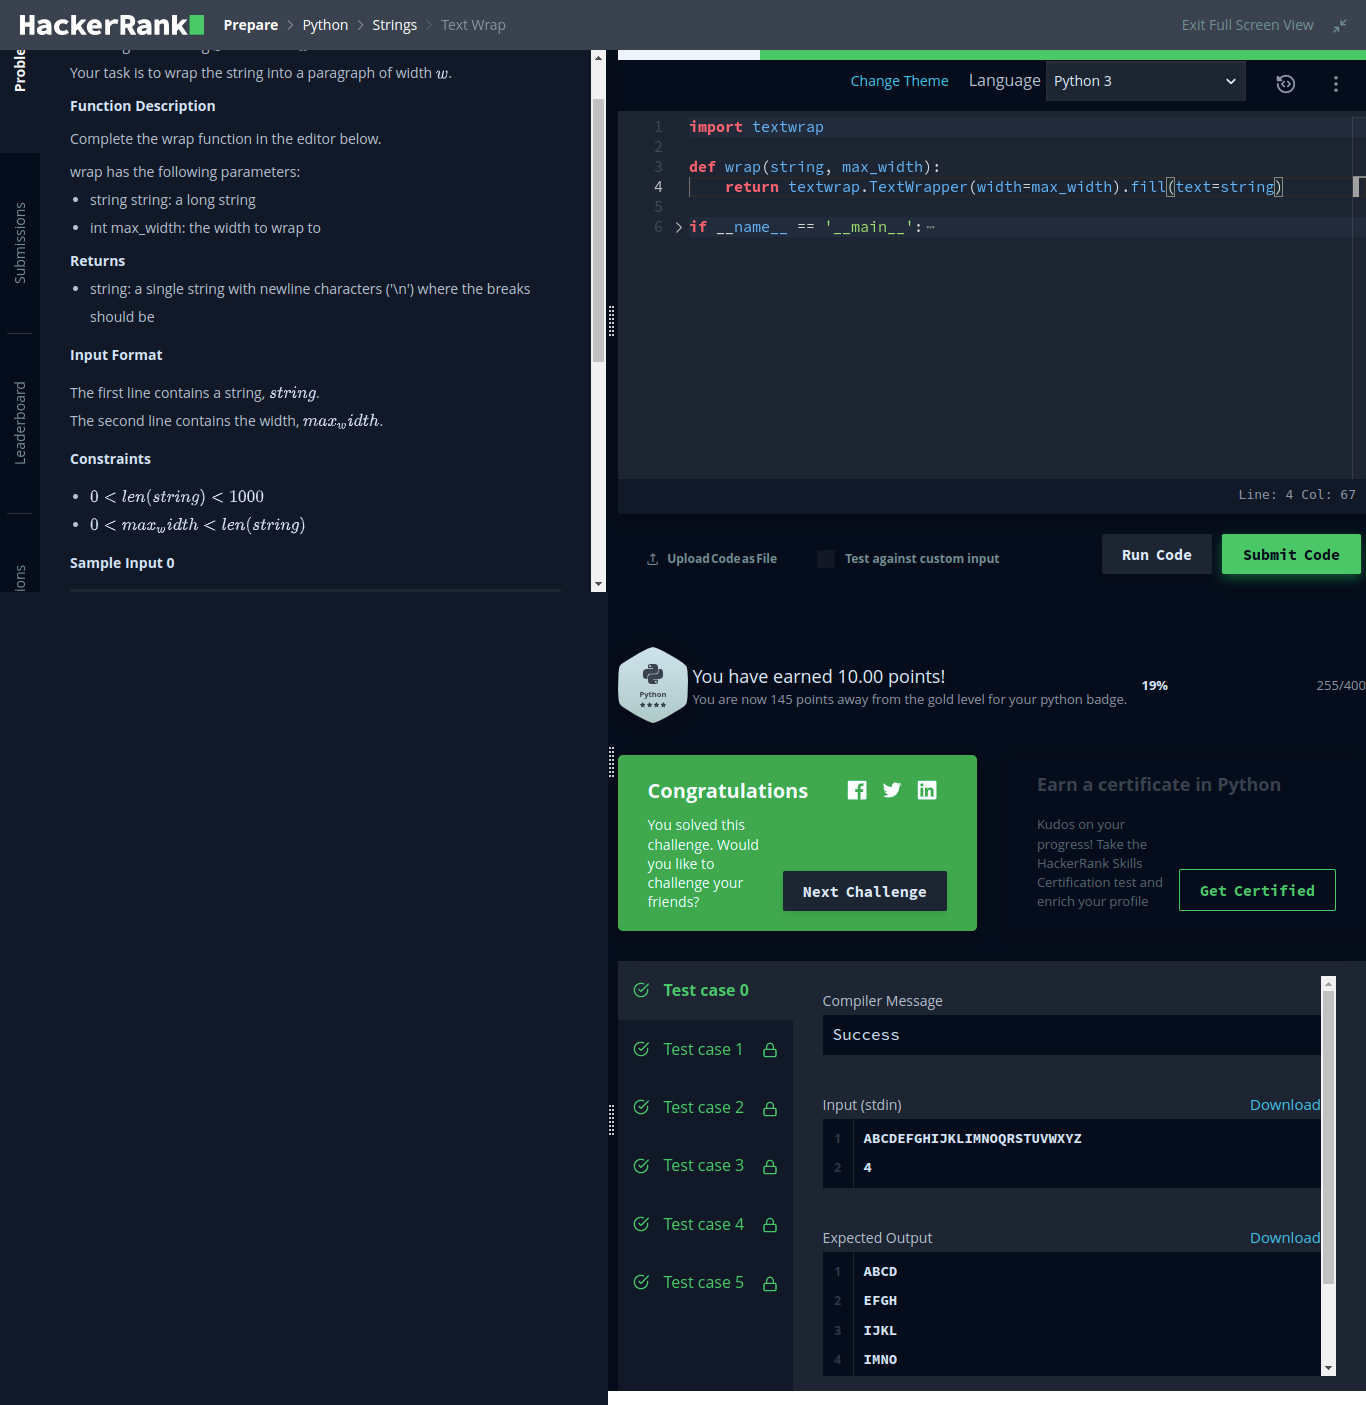 HackerRank
Prepare > Python > Strings > Text Wrap
Exit Full Screen View
Your task is to wrap the string into a paragraph of width w.
Function Description
Complete the wrap function in the editor below.
wrap has the following parameters:
• string string: a long string
• int max_width: the width to wrap to
Returns
• string: a single string with newline characters ('\n') where the breaks
should be
Input Format
The first line contains a string, string.
The second line contains the width, max_width.
Constraints
• 0 < len(string) < 1000
• 0 < max_width < len(string)
Sample Input 0
Submissions
Leaderboard
Change Theme
Language
Python 3
1 import textwrap
2
3 def wrap(string, max_width):
4 return textwrap.TextWrapper(width=max_width).fill(text=string)
5
6 if __name__ == '__main__':
Line: 4 Col: 67
Upload Code as File
Test against custom input
Run Code
Submit Code
Python
You have earned 10.00 points!
You are now 145 points away from the gold level for your python badge.
19%
255/400
Congratulations
You solved this
challenge. Would
you like to
challenge your
friends?
Next Challenge
Earn a certificate in Python
Kudos on your
progress! Take the
HackerRank Skills
Certification test and
enrich your profile
Get Certified
Test case 0
Test case 1
Test case 2
Test case 3
Test case 4
Test case 5
Compiler Message
Success
Input (stdin)
Download
1 ABCDEFGHIJKLIMNOQRSTUVWXYZ
2 4
Expected Output
Download
1 ABCD
2 EFGH
3 IJKL
4 IMNO